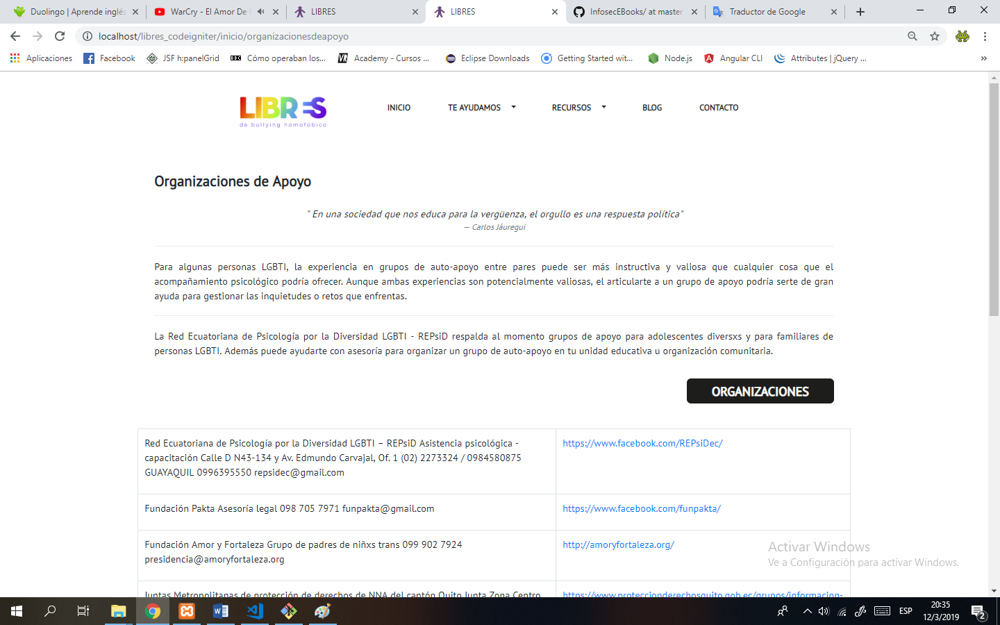 Duolingo | Aprende inglés
WarCry - El Amor De
LIBRES
LIBRES
InfosecEBooks/ at master
Traductor de Google
localhost/libres_codeigniter/inicio/organizacionesdeapoyo
Aplicaciones
Facebook
JSF h:panelGrid
BBC
Cómo operaban los...
Academy - Cursos ...
Eclipse Downloads
Getting Started wit...
Node.js
Angular CLI
Attributes | jQuery ...
»
LIBRES
de bullying homofóbico
INICIO
TE AYUDAMOS
RECURSOS
BLOG
CONTACTO
Organizaciones de Apoyo
" En una sociedad que nos educa para la vergüenza, el orgullo es una respuesta política"
— Carlos Jáuregui
Para algunas personas LGBTI, la experiencia en grupos de auto-apoyo entre pares puede ser más instructiva y valiosa que cualquier cosa que el
acompañamiento psicológico podría ofrecer. Aunque ambas experiencias son potencialmente valiosas, el articularte a un grupo de apoyo podría serte de gran
ayuda para gestionar las inquietudes o retos que enfrentas.
La Red Ecuatoriana de Psicología por la Diversidad LGBTI - REPsiD respalda al momento grupos de apoyo para adolescentes diversxs y para familiares de
personas LGBTI. Además puede ayudarte con asesoría para organizar un grupo de auto-apoyo en tu unidad educativa u organización comunitaria.
ORGANIZACIONES
Red Ecuatoriana de Psicología por la Diversidad LGBTI – REPsiD Asistencia psicológica -
capacitación Calle D N43-134 y Av. Edmundo Carvajal, Of. 1 (02) 2273324 / 0984580875
GUAYAQUIL 0996395550 repsidec@gmail.com
https://www.facebook.com/REPsiDec/
Fundación Pakta Asesoría legal 098 705 7971 funpakta@gmail.com
https://www.facebook.com/funpakta/
Fundación Amor y Fortaleza Grupo de padres de niñxs trans 099 902 7924
presidencia@amoryfortaleza.org
http://amoryfortaleza.org/
Juntas Metropolitanas de protección de derechos de NNA del cantón Quito Junta Zona Centro
https://www.protecciondederechosquito.gob.ec/grupos/informacion-
Activar Windows
Ve a Configuración para activar Windows.
ESP
20:35
12/3/2019
2